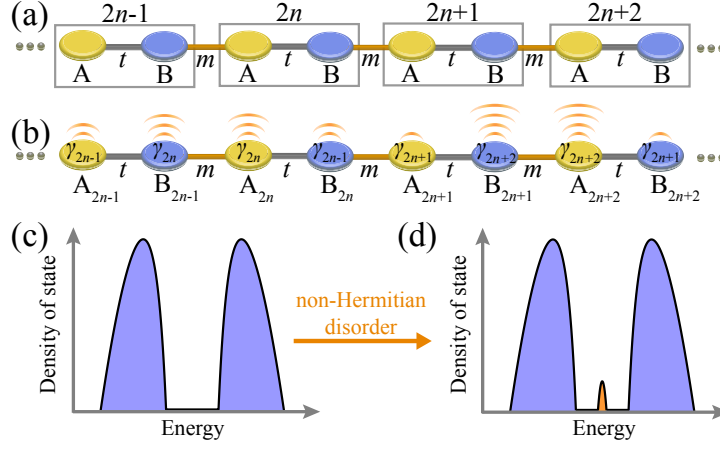 (a) 2n-1 2n 2n+1 2n+2
A t B m A t B m A t B m A t B
(b) γ2n-1 γ2n γ2n γ2n-1 γ2n+1 γ2n+2 γ2n+2 γ2n+1
t m t m t m t
A2n-1 B2n-1 A2n B2n A2n+1 B2n+1 A2n+2 B2n+2
(c) (d)
Density of state
non-Hermitian
disorder
Density of state
Energy Energy